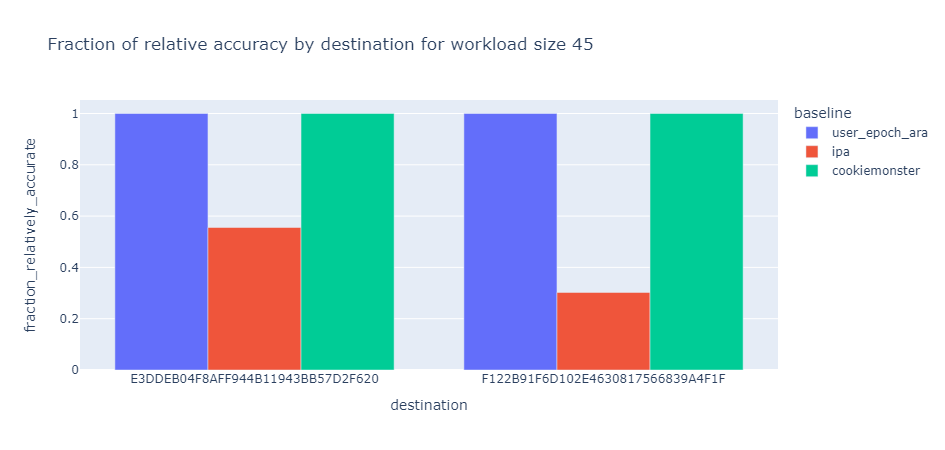 Fraction of relative accuracy by destination for workload size 45
fraction_relatively_accurate
1
0.8
0.6
0.4
0.2
0
E3DDEB04F8AFF944B11943BB57D2F620
F122B91F6D102E4630817566839A4F1F
destination
baseline
user_epoch_ara
ipa
cookiemonster